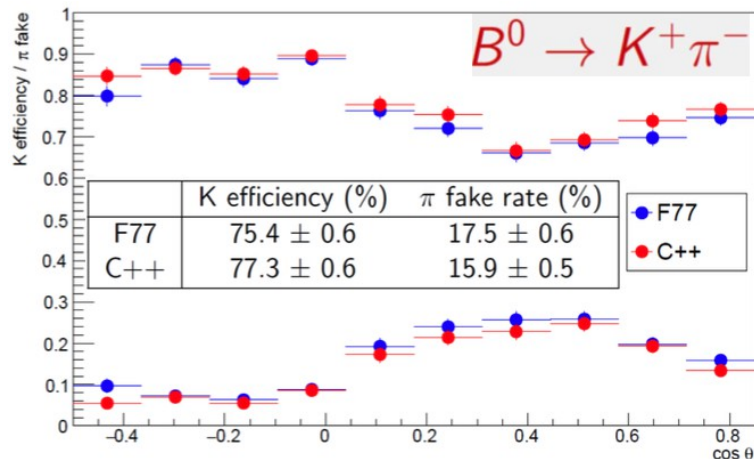 B⁰ → K⁺π⁻
K efficiency / π fake
1
0.9
0.8
0.7
0.6
0.5
0.4
0.3
0.2
0.1
0
K efficiency (%) π fake rate (%)
F77 75.4 ± 0.6 17.5 ± 0.6
C++ 77.3 ± 0.6 15.9 ± 0.5
F77
C++
−0.4 −0.2 0 0.2 0.4 0.6 0.8
cos θ